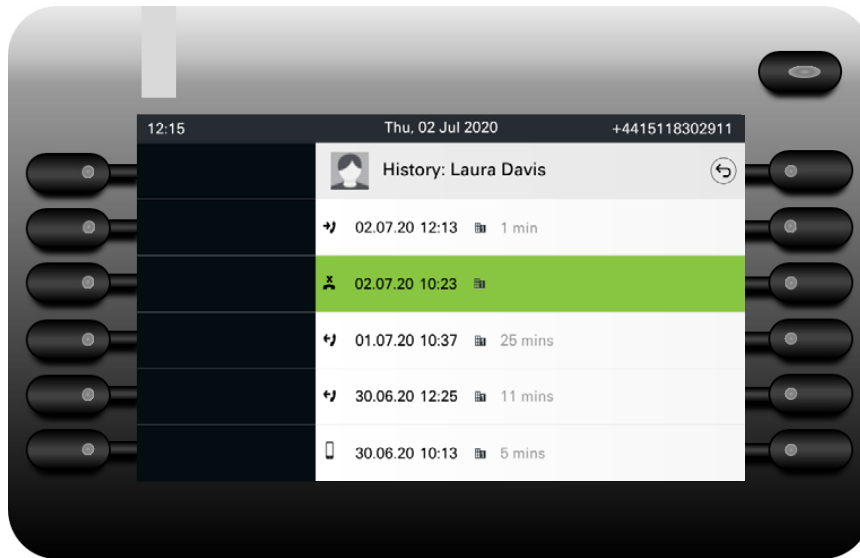 12:15 Thu, 02 Jul 2020 +4415118302911
History: Laura Davis
02.07.20 12:13 1 min
02.07.20 10:23
01.07.20 10:37 25 mins
30.06.20 12:25 11 mins
30.06.20 10:13 5 mins